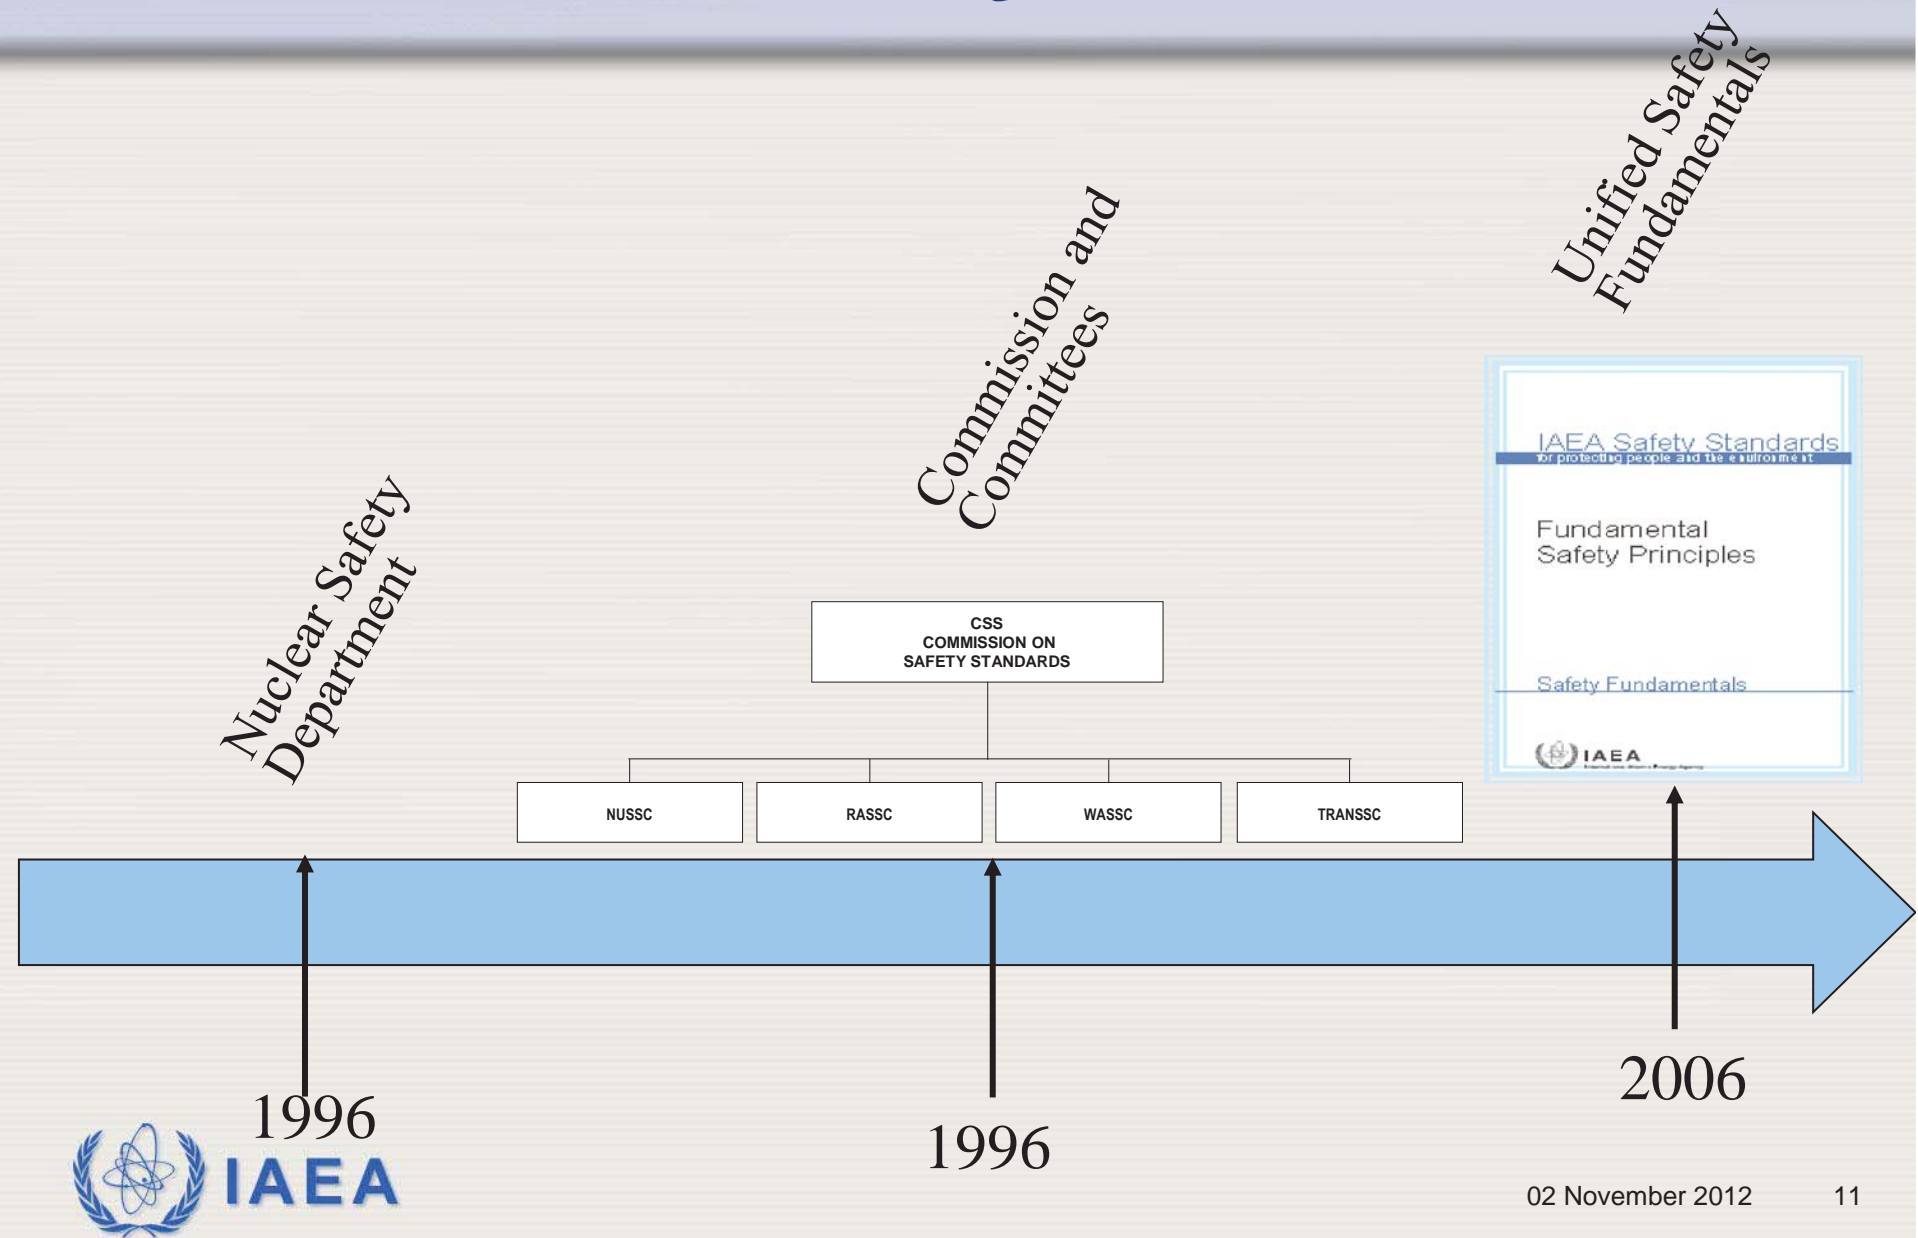 Nuclear Safety
Department
Commission and
Committees
Unified Safety
Fundamentals
CSS
COMMISSION ON
SAFETY STANDARDS
NUSSC
RASSC
WASSC
TRANSSC
IAEA Safety Standards
for protecting people and the environment
Fundamental
Safety Principles
Safety Fundamentals
IAEA
1996
1996
2006
IAEA
02 November 2012
11